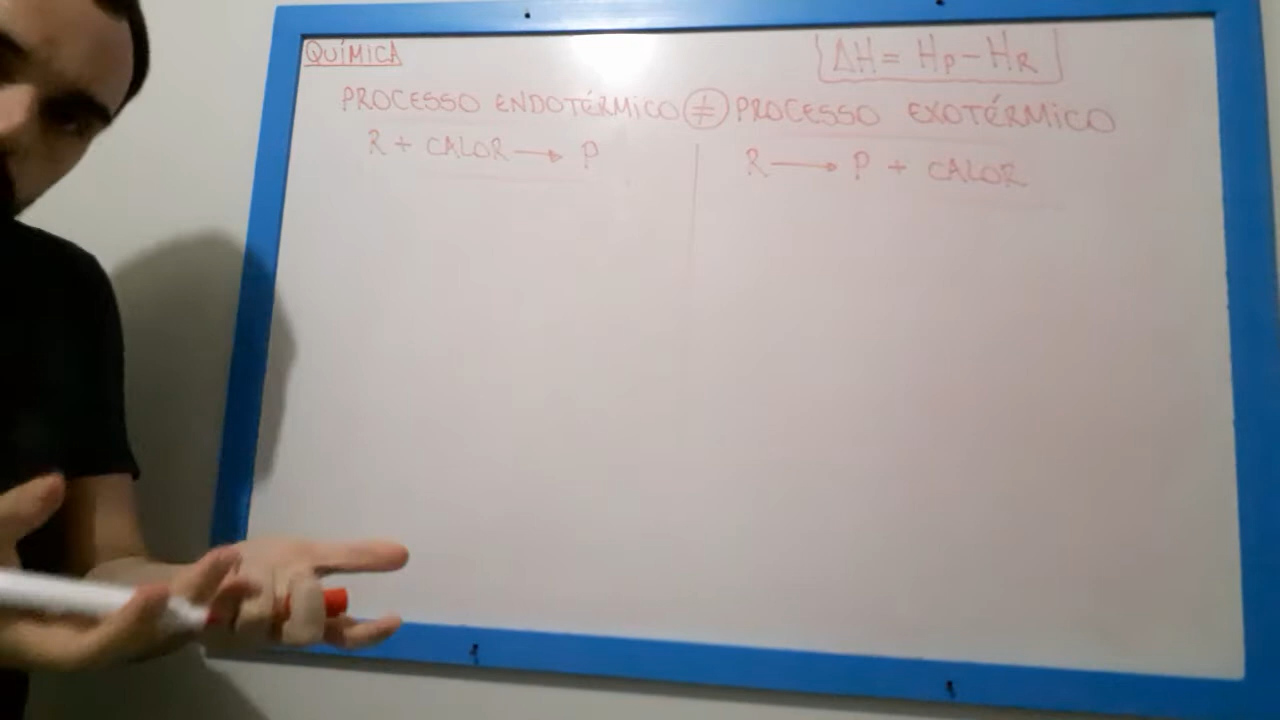 QUÍMICA
ΔH = HP - HR
PROCESSO ENDOTÉRMICO ≠ PROCESSO EXOTÉRMICO
R + CALOR → P
R → P + CALOR